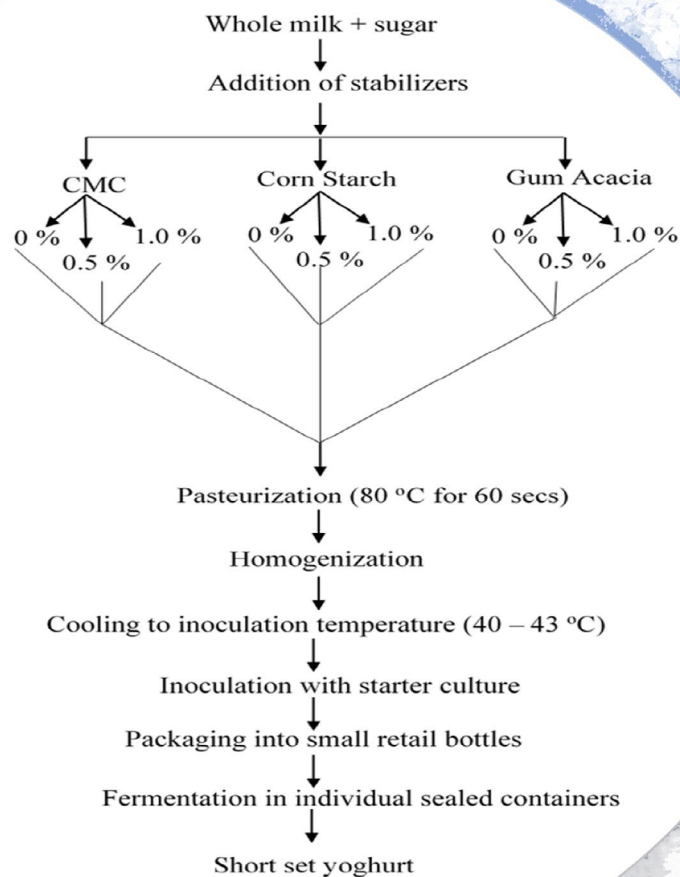 Whole milk + sugar
Addition of stabilizers
CMC
Corn Starch
Gum Acacia
0 %
0.5 %
1.0 %
0 %
0.5 %
1.0 %
0 %
0.5 %
1.0 %
Pasteurization (80 ºC for 60 secs)
Homogenization
Cooling to inoculation temperature (40 – 43 ºC)
Inoculation with starter culture
Packaging into small retail bottles
Fermentation in individual sealed containers
Short set yoghurt